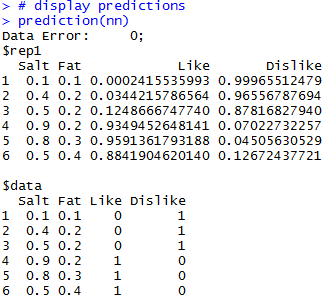 > # display predictions
> prediction(nn)
Data Error:    0;
$rep1
  Salt Fat            Like       Dislike
1  0.1 0.1 0.0002415535993 0.99965512479
2  0.4 0.2 0.0344215786564 0.96556787694
3  0.5 0.2 0.1248666747740 0.87816827940
4  0.9 0.2 0.9349452648141 0.07022732257
5  0.8 0.3 0.9591361793188 0.04505630529
6  0.5 0.4 0.8841904620140 0.12672437721
$data
  Salt Fat Like Dislike
1  0.1 0.1    0       1
2  0.4 0.2    0       1
3  0.5 0.2    0       1
4  0.9 0.2    1       0
5  0.8 0.3    1       0
6  0.5 0.4    1       0